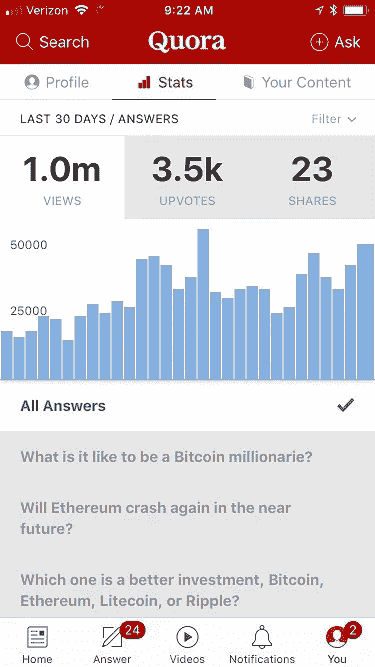 Verizon 9:22 AM
Search Quora Ask
Profile Stats Your Content
LAST 30 DAYS / ANSWERS Filter
1.0m 3.5k 23
VIEWS UPVOTES SHARES
50000
25000
All Answers
What is it like to be a Bitcoin millionarie?
Will Ethereum crash again in the near
future?
Which one is a better investment, Bitcoin,
Ethereum, Litecoin, or Ripple?
24 2
Home Answer Videos Notifications You